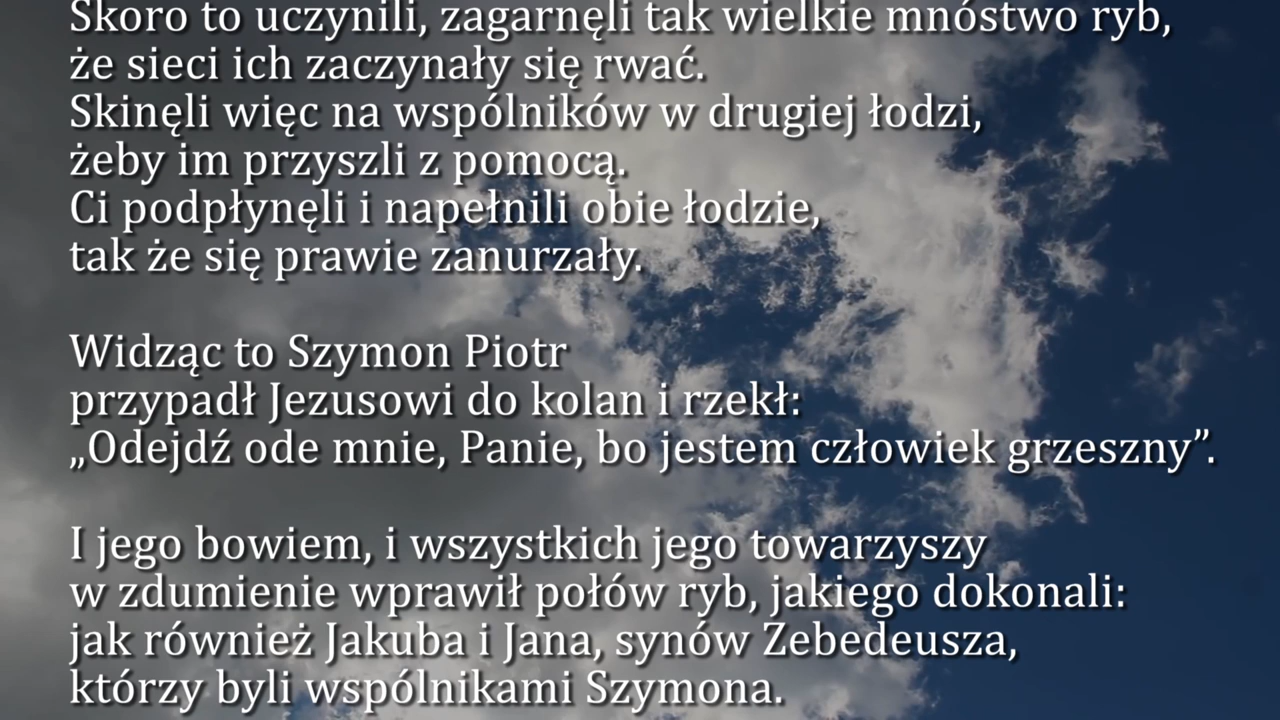 Skoro to uczynili, zagarnęli tak wielkie mnóstwo ryb,
że sieci ich zaczynały się rwać.
Skinęli więc na wspólników w drugiej łodzi,
żeby im przyszli z pomocą.
Ci podpłynęli i napełnili obie łodzie,
tak że się prawie zanurzały.
Widząc to Szymon Piotr
przypadł Jezusowi do kolan i rzekł:
„Odejdź ode mnie, Panie, bo jestem człowiek grzeszny”.
I jego bowiem, i wszystkich jego towarzyszy
w zdumienie wprawił połów ryb, jakiego dokonali:
jak również Jakuba i Jana, synów Zebedeusza,
którzy byli wspólnikami Szymona.